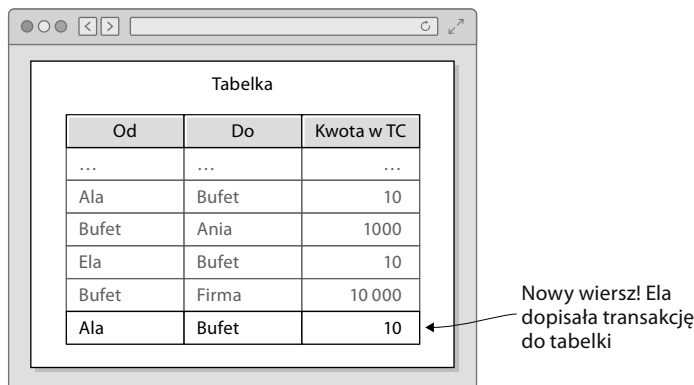 Tabelka
Od Do Kwota w TC
... ... ...
Ala Bufet 10
Bufet Ania 1000
Ela Bufet 10
Bufet Firma 10 000
Ala Bufet 10
Nowy wiersz! Ela
dopisała transakcję
do tabelki